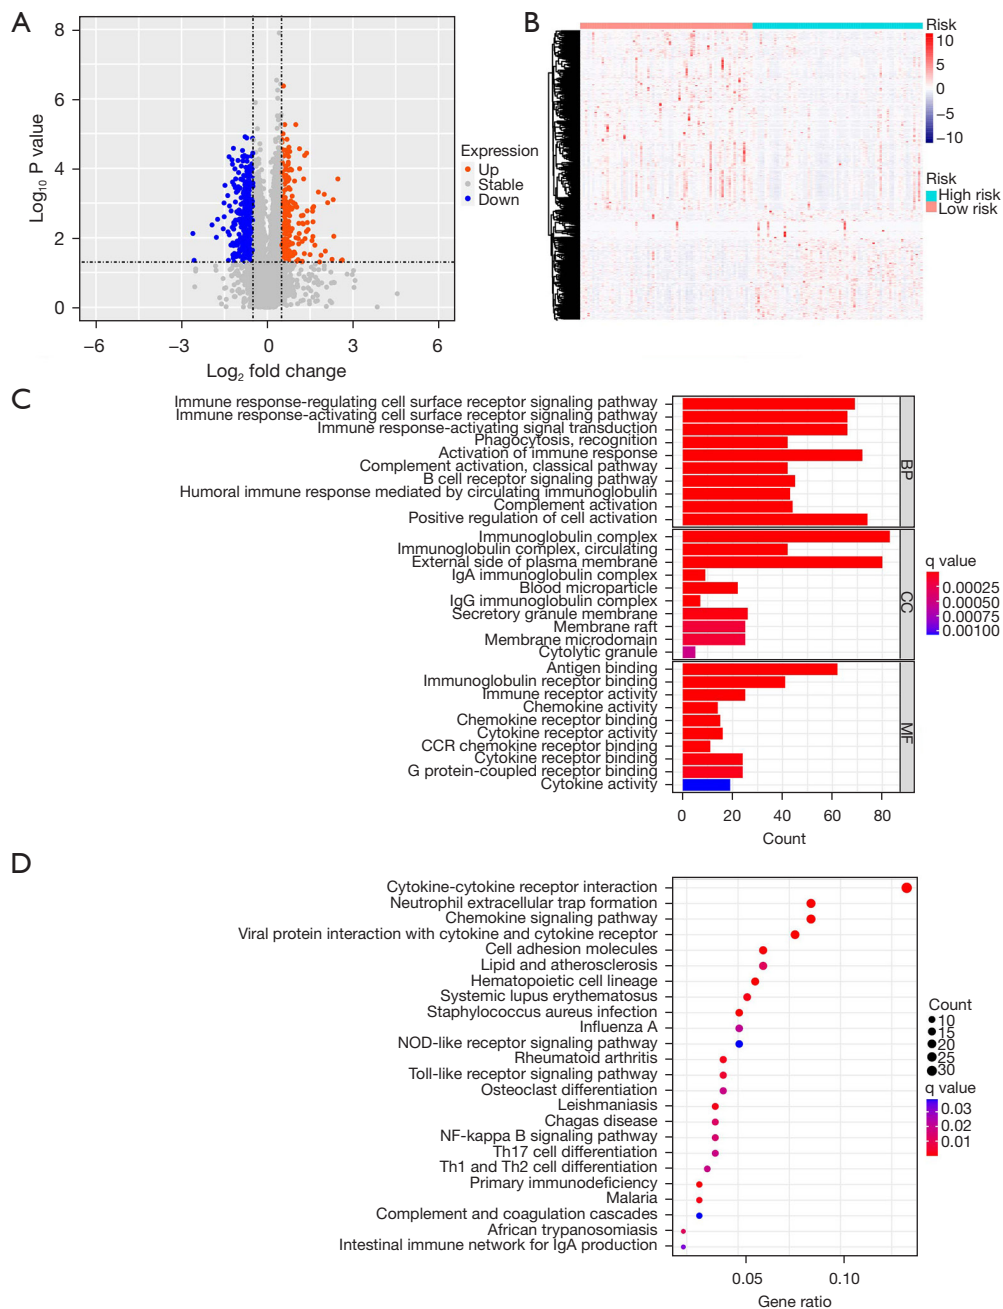 A
8
6
4
2
0
Log10 P value
−6
−3
0
3
6
Log2 fold change
Expression
Up
Stable
Down
B
Risk
10
5
0
−5
−10
Risk
High risk
Low risk
C
Immune response-regulating cell surface receptor signaling pathway
Immune response-activating cell surface receptor signaling pathway
Immune response-activating signal transduction
Phagocytosis, recognition
Activation of immune response
Complement activation, classical pathway
B cell receptor signaling pathway
Humoral immune response mediated by circulating immunoglobulin
Complement activation
Positive regulation of cell activation
BP
Immunoglobulin complex
Immunoglobulin complex, circulating
External side of plasma membrane
IgA immunoglobulin complex
Blood microparticle
IgG immunoglobulin complex
Secretory granule membrane
Membrane raft
Membrane microdomain
Cytolytic granule
CC
Antigen binding
Immunoglobulin receptor binding
Immune receptor activity
Chemokine activity
Chemokine receptor binding
Cytokine receptor activity
CCR chemokine receptor binding
Cytokine receptor binding
G protein-coupled receptor binding
Cytokine activity
MF
0
20
40
60
80
Count
q value
0.00025
0.00050
0.00075
0.00100
D
Cytokine-cytokine receptor interaction
Neutrophil extracellular trap formation
Chemokine signaling pathway
Viral protein interaction with cytokine and cytokine receptor
Cell adhesion molecules
Lipid and atherosclerosis
Hematopoietic cell lineage
Systemic lupus erythematosus
Staphylococcus aureus infection
Influenza A
NOD-like receptor signaling pathway
Rheumatoid arthritis
Toll-like receptor signaling pathway
Osteoclast differentiation
Leishmaniasis
Chagas disease
NF-kappa B signaling pathway
Th17 cell differentiation
Th1 and Th2 cell differentiation
Primary immunodeficiency
Malaria
Complement and coagulation cascades
African trypanosomiasis
Intestinal immune network for IgA production
0.05
0.10
Gene ratio
Count
10
15
20
25
30
q value
0.03
0.02
0.01